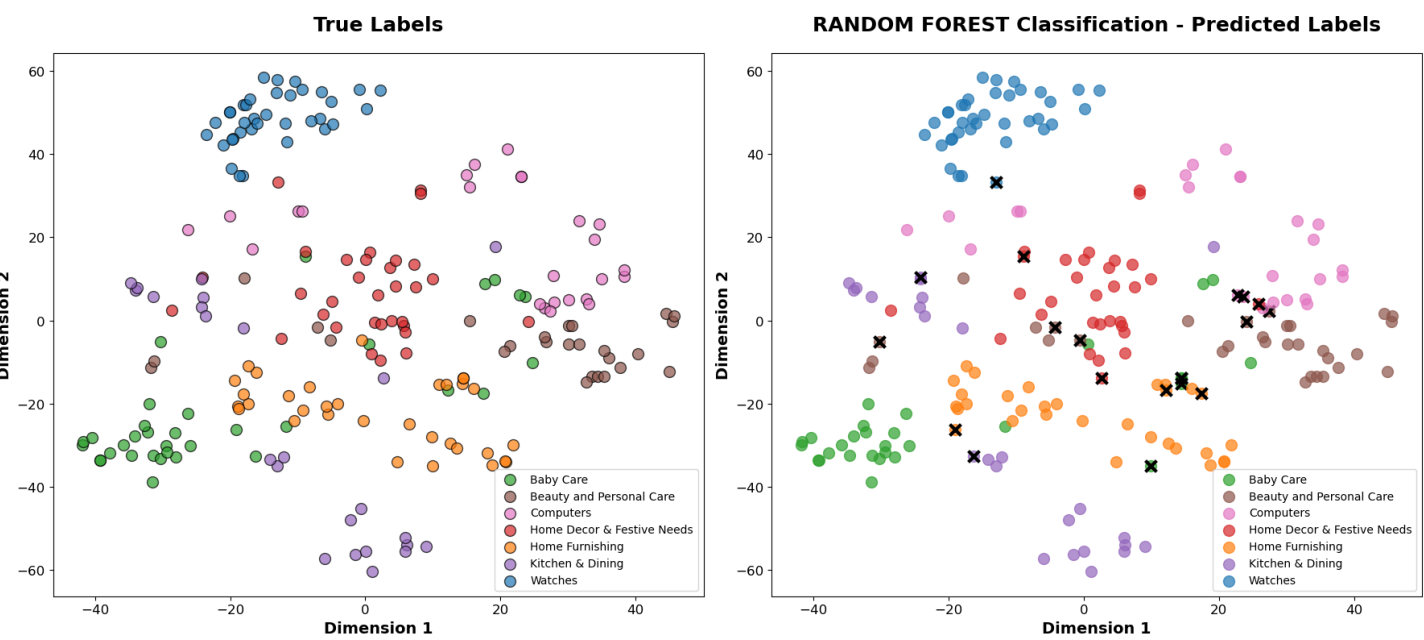 True Labels
60
40
20
0
−20
−40
−60
−40
−20
0
20
40
Dimension 1
Dimension 2
Baby Care
Beauty and Personal Care
Computers
Home Decor & Festive Needs
Home Furnishing
Kitchen & Dining
Watches
RANDOM FOREST Classification - Predicted Labels
60
40
20
0
−20
−40
−60
−40
−20
0
20
40
Dimension 1
Dimension 2
Baby Care
Beauty and Personal Care
Computers
Home Decor & Festive Needs
Home Furnishing
Kitchen & Dining
Watches